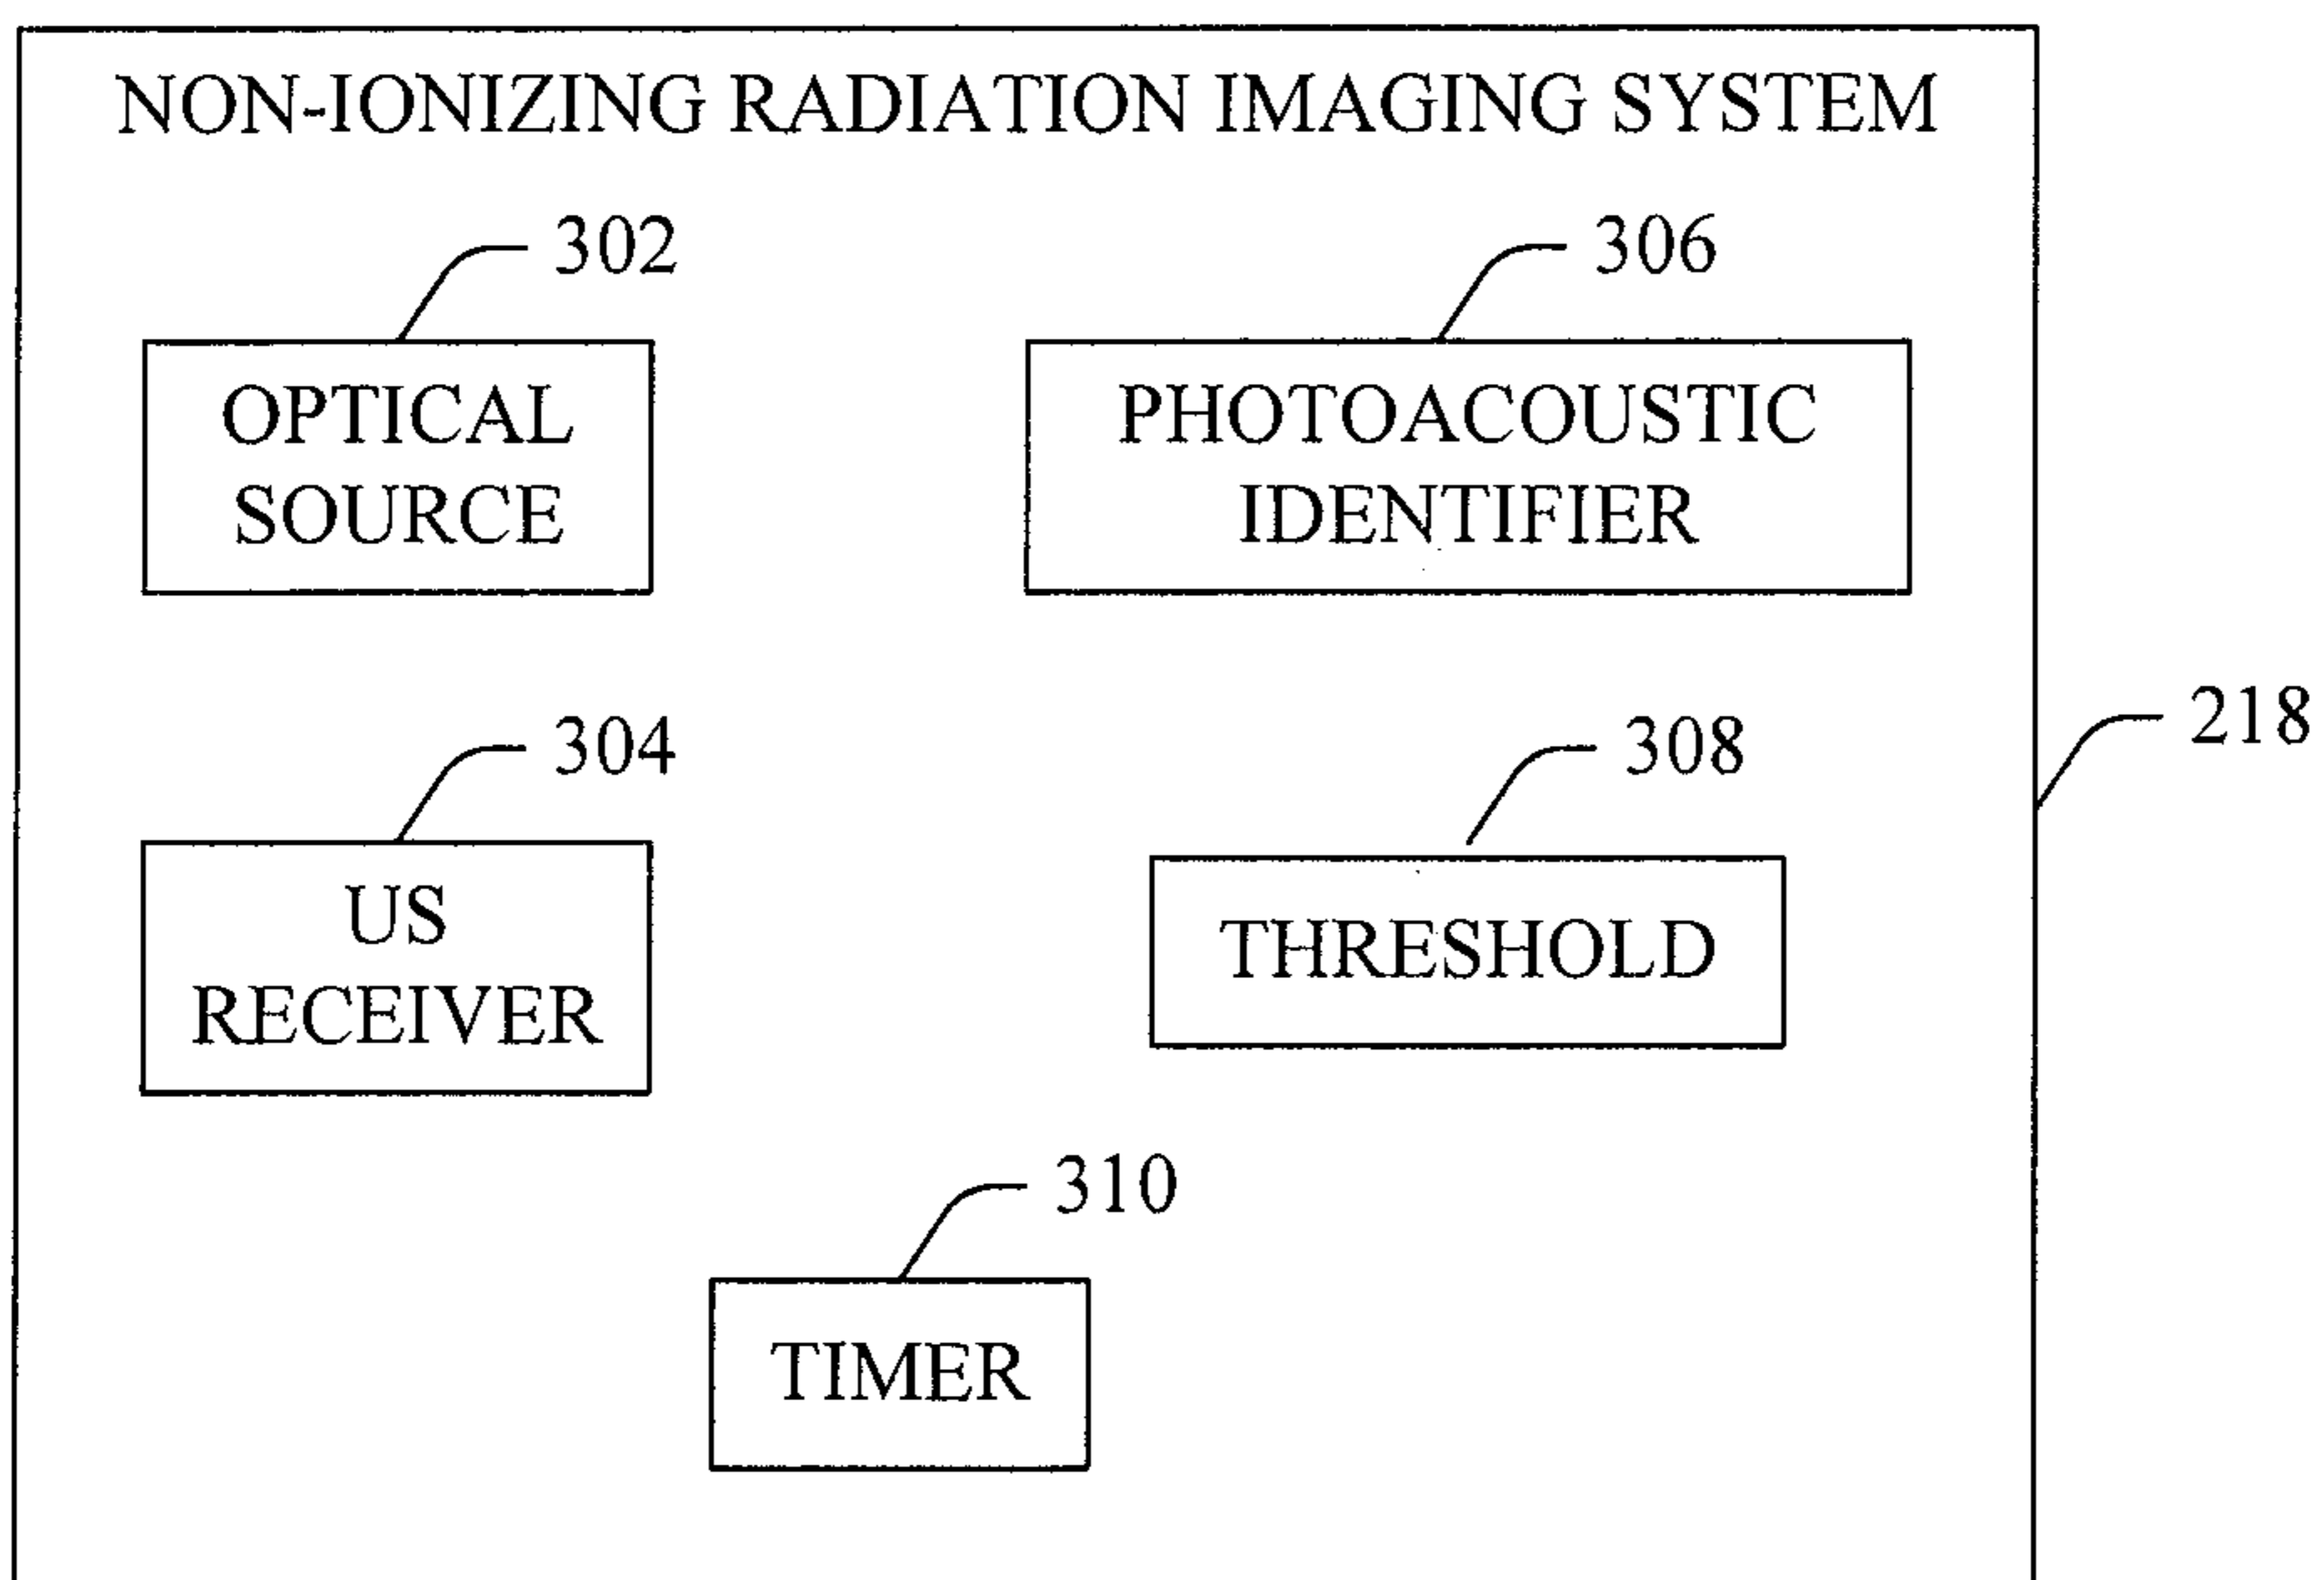 NON-IONIZING RADIATION IMAGING SYSTEM
302
306
OPTICAL
SOURCE
PHOTOACOUSTIC
IDENTIFIER
218
304
308
US
RECEIVER
THRESHOLD
310
TIMER